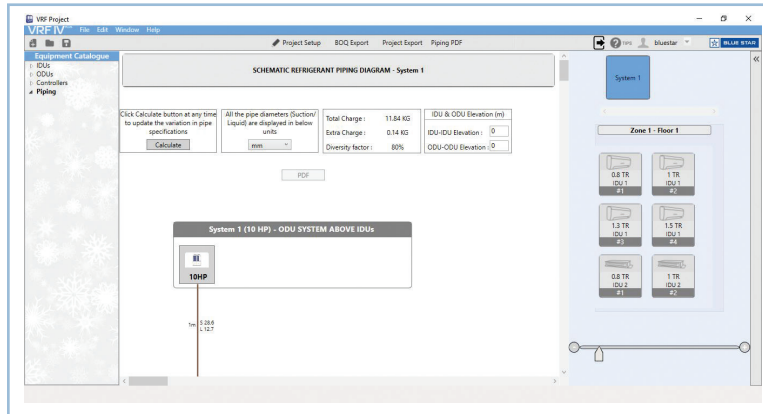 VRF Project
VRF IV File Edit Window Help
Project Setup BOQ Export Project Export Piping PDF
TIPS bluestar BLUE STAR
Equipment Catalogue
IDUs
ODUs
Controllers
Piping
SCHEMATIC REFRIGERANT PIPING DIAGRAM - System 1
Click Calculate button at any time
to update the variation in pipe
specifications
Calculate
All the pipe diameters (Suction/
Liquid) are displayed in below
units
mm
Total Charge : 11.84 KG
Extra Charge : 0.14 KG
Diversity factor : 80%
IDU & ODU Elevation (m)
IDU-IDU Elevation : 0
ODU-ODU Elevation : 0
PDF
System 1 (10 HP) - ODU SYSTEM ABOVE IDUs
10HP
1m S 28.6
L 12.7
System 1
Zone 1 - Floor 1
0.8 TR
IDU 1
#1
1 TR
IDU 1
#2
1.3 TR
IDU 1
#3
1.5 TR
IDU 1
#4
0.8 TR
IDU 2
#1
1 TR
IDU 2
#2